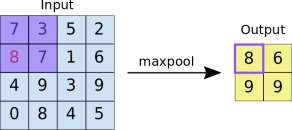 Input
7 3 5 2
8 7 1 6
4 9 3 9
0 8 4 5
maxpool
Output
8 6
9 9